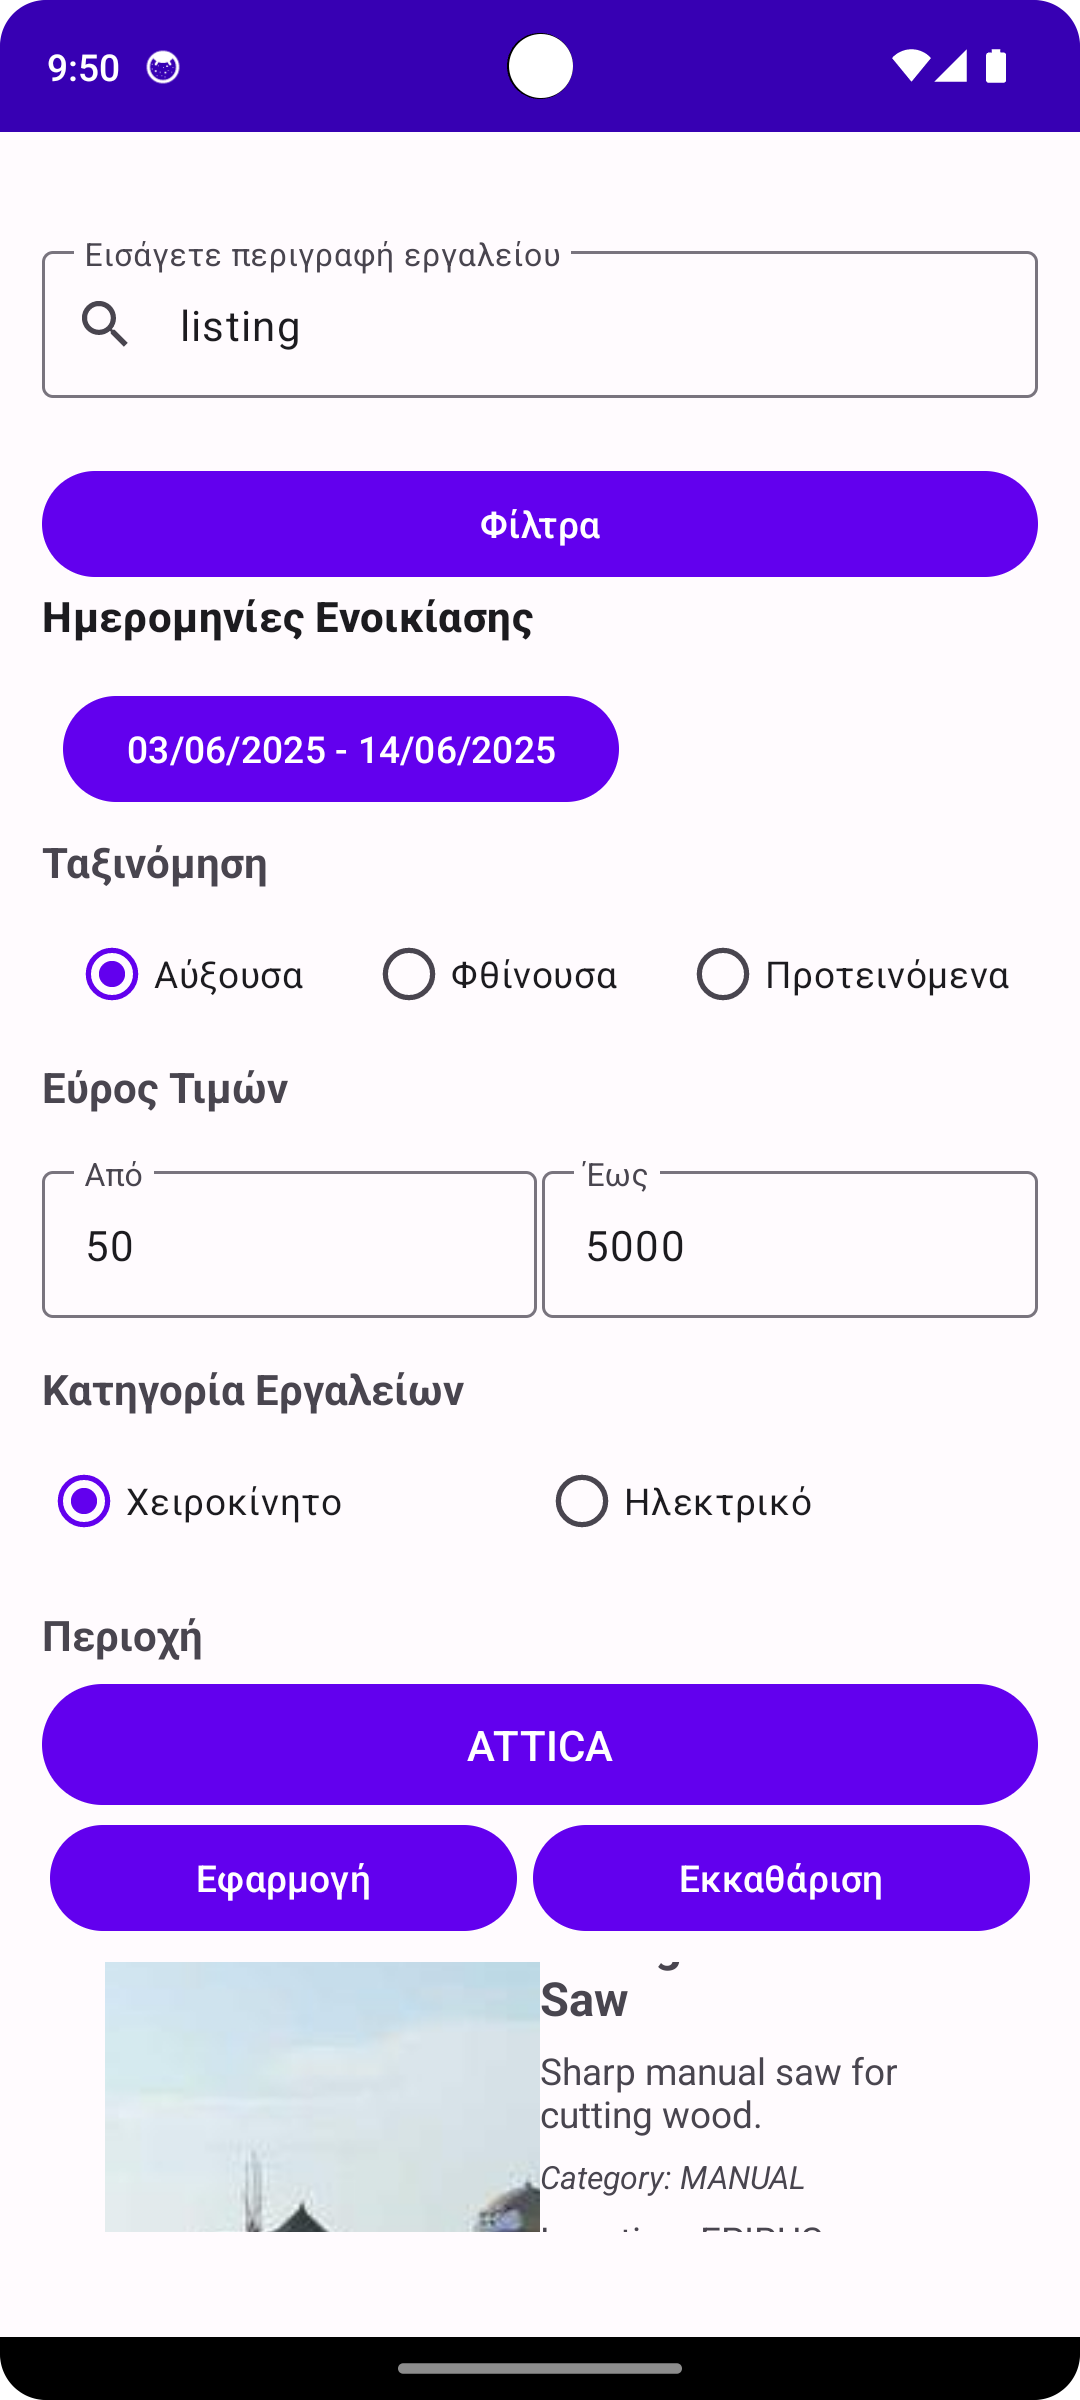 9:50
Εισάγετε περιγραφή εργαλείου
listing
Φίλτρα
Ημερομηνίες Ενοικίασης
03/06/2025 - 14/06/2025
Ταξινόμηση
Αύξουσα Φθίνουσα Προτεινόμενα
Εύρος Τιμών
Από Έως
50 5000
Κατηγορία Εργαλείων
Χειροκίνητο Ηλεκτρικό
Περιοχή
ATTICA
Εφαρμογή Εκκαθάριση
Saw
Sharp manual saw for
cutting wood.
Category: MANUAL